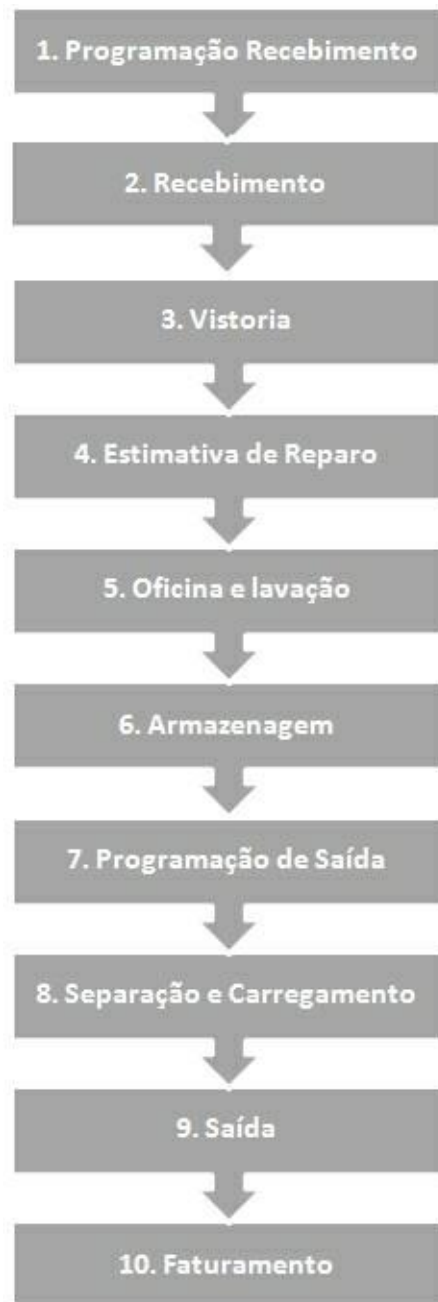 1. Programação Recebimento
2. Recebimento
3. Vistoria
4. Estimativa de Reparo
5. Oficina e lavação
6. Armazenagem
7. Programação de Saída
8. Separação e Carregamento
9. Saída
10. Faturamento